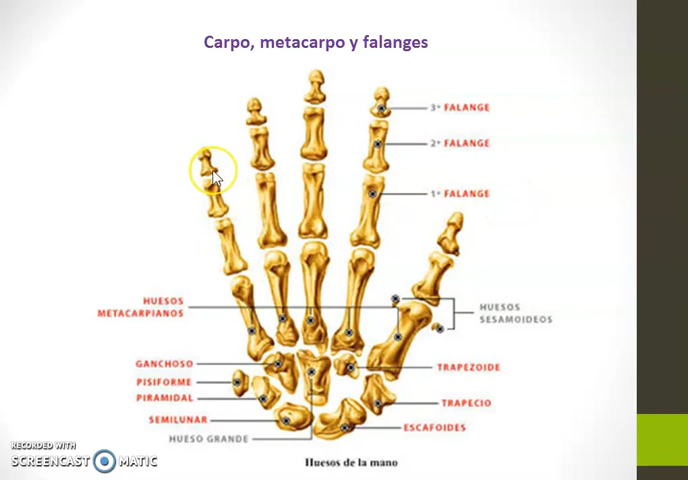 Carpo, metacarpo y falanges
3ª FALANGE
2ª FALANGE
1ª FALANGE
HUESOS
METACARPIANOS
HUESOS
SESAMOIDEOS
GANCHOSO
TRAPEZOIDE
PISIFORME
PIRAMIDAL
TRAPECIO
SEMILUNAR
ESCAFOIDES
HUESO GRANDE
RECORDED WITH
SCREENCAST MATIC
Huesos de la mano